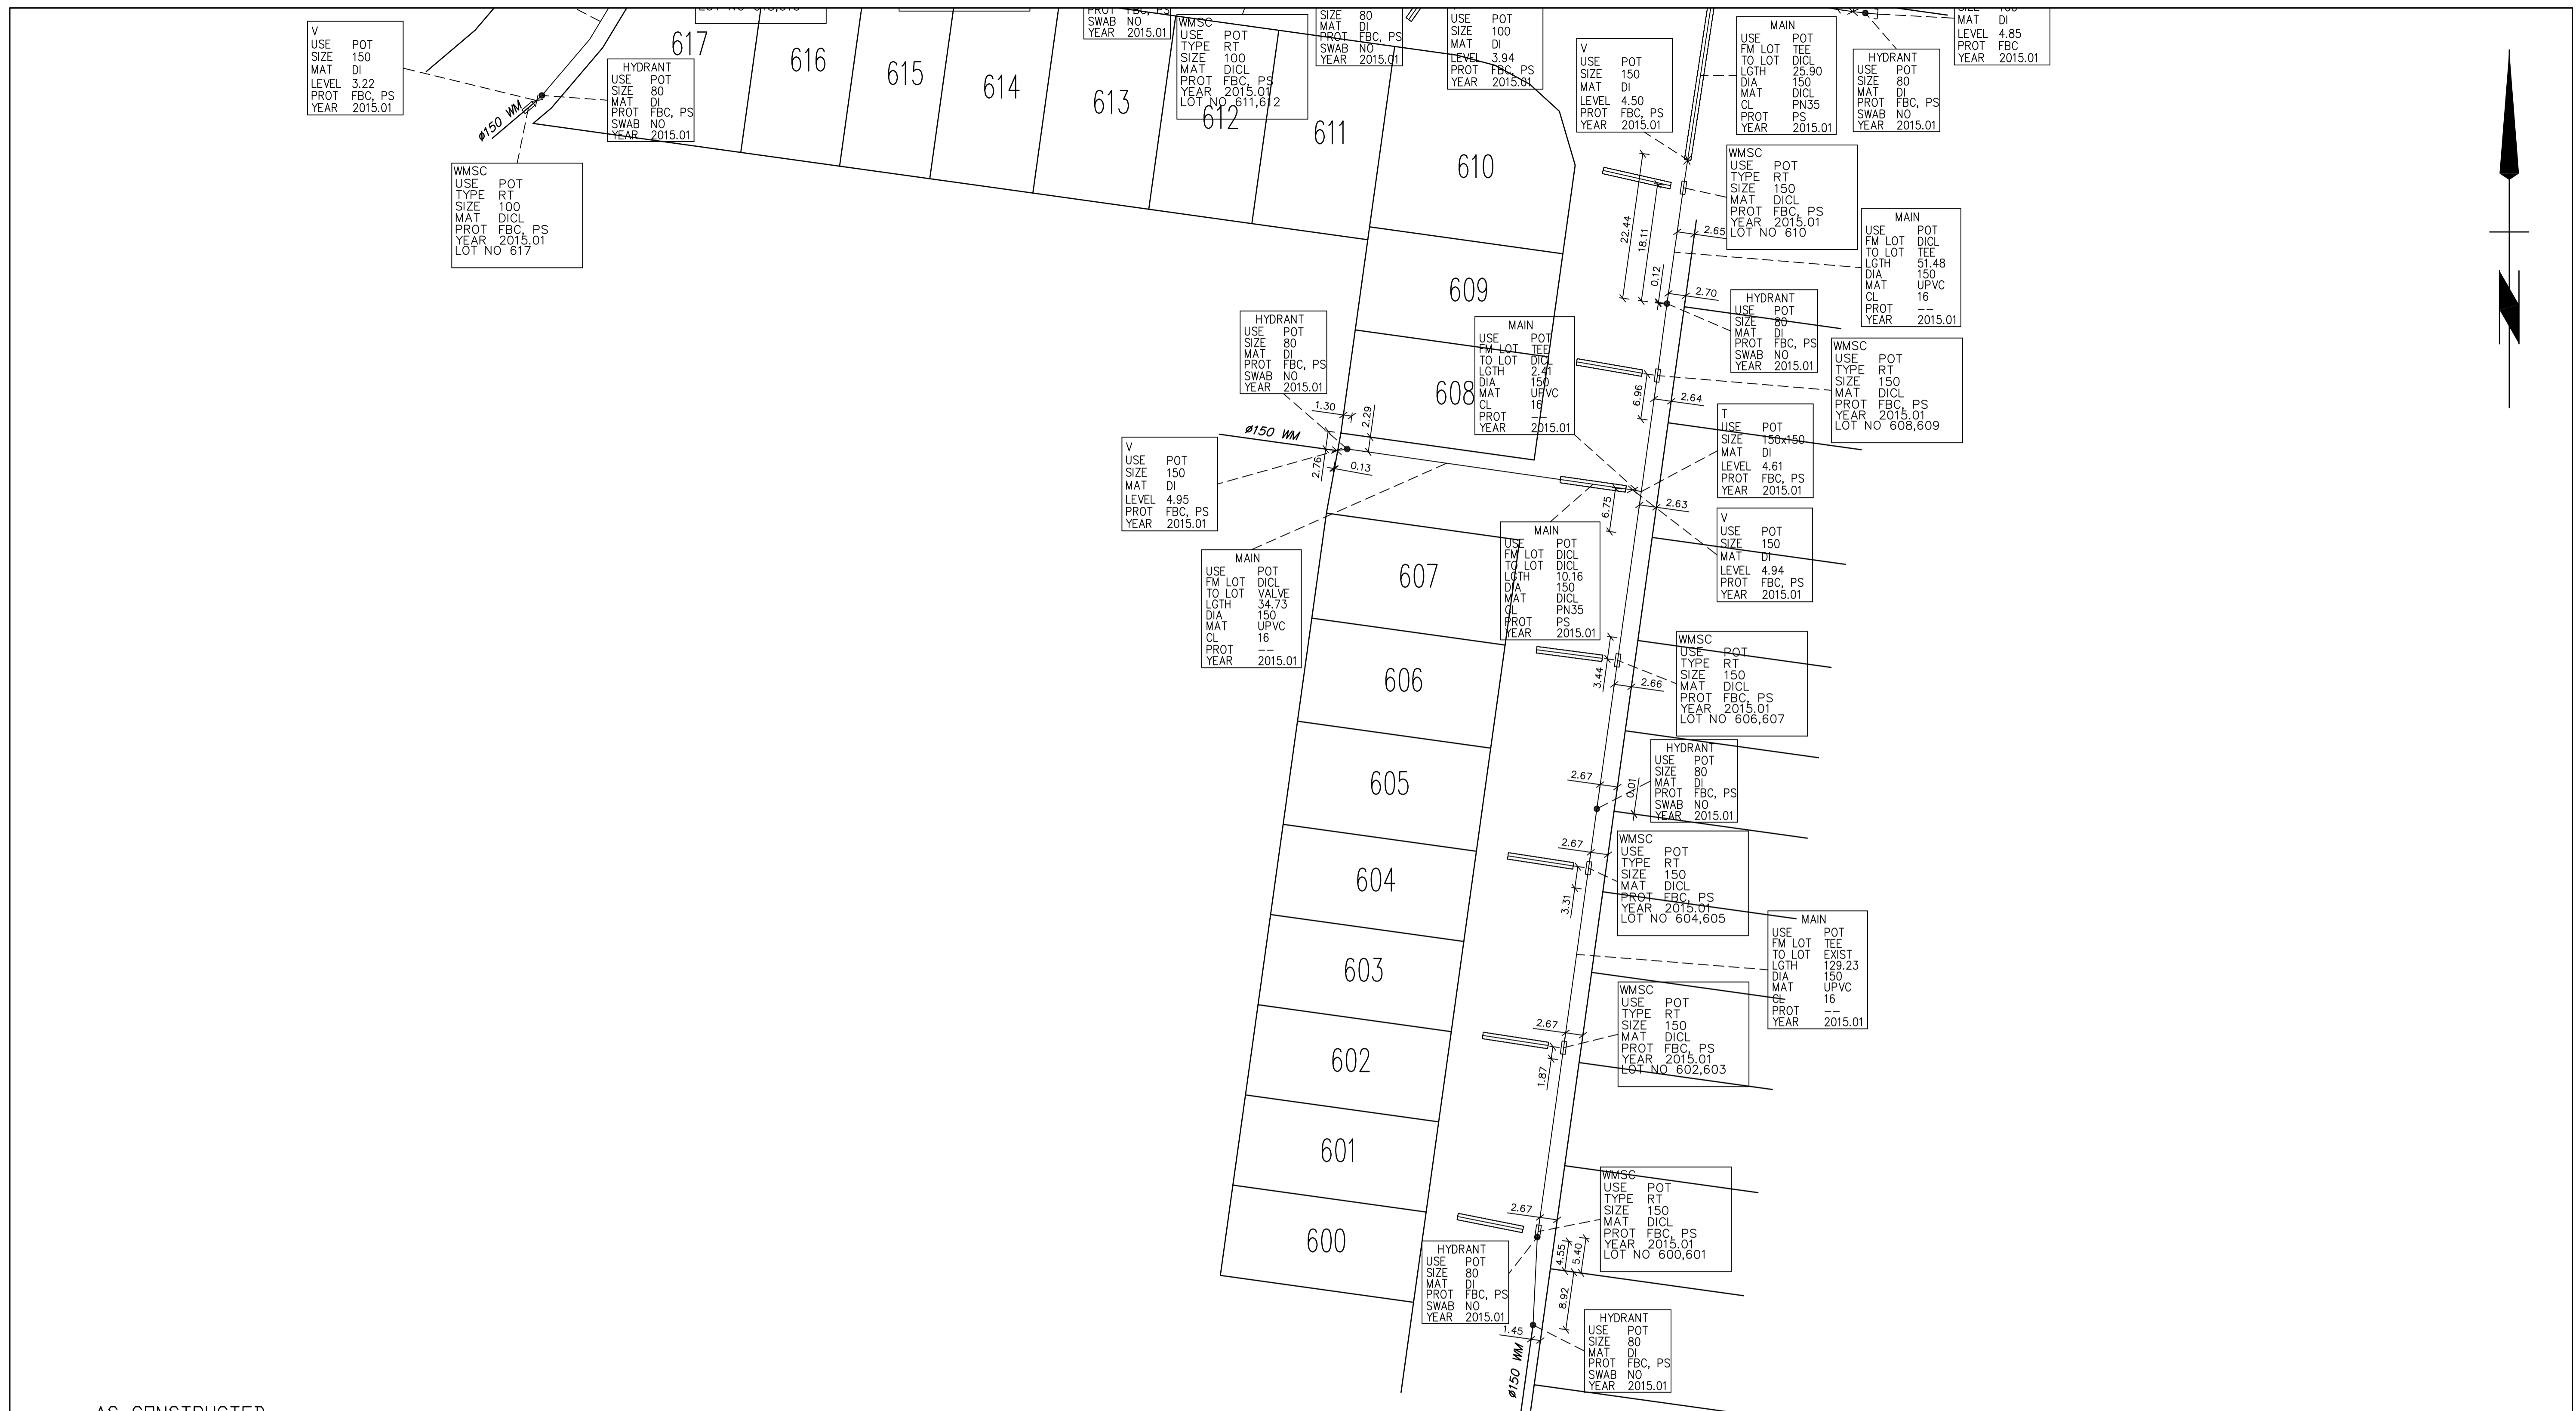 V
USE POT
SIZE 150
MAT DI
LEVEL 3.22
PROT FBC, PS
YEAR 2015.01
ø150 WM
HYDRANT
USE POT
SIZE 80
MAT DI
PROT FBC, PS
SWAB NO
YEAR 2015.01
WMSC
USE POT
TYPE RT
SIZE 100
MAT DICL
PROT FBC, PS
YEAR 2015.01
LOT NO 617
617
616
615
614
613
612
611
610
PROT FBC, PS
SWAB NO
YEAR 2015.01
WMSC
USE POT
TYPE RT
SIZE 100
MAT DICL
PROT FBC, PS
YEAR 2015.01
LOT NO 611,612
SIZE 80
MAT DI
PROT FBC, PS
SWAB NO
YEAR 2015.01
USE POT
SIZE 100
MAT DI
LEVEL 3.94
PROT FBC, PS
YEAR 2015.01
V
USE POT
SIZE 150
MAT DI
LEVEL 4.50
PROT FBC, PS
YEAR 2015.01
MAIN
USE POT
FM LOT TEE
TO LOT DICL
LGTH 25.90
DIA 150
MAT DICL
CL PN35
PROT PS
YEAR 2015.01
HYDRANT
USE POT
SIZE 80
MAT DI
PROT FBC, PS
SWAB NO
YEAR 2015.01
MAT DI
LEVEL 4.85
PROT FBC
YEAR 2015.01
WMSC
USE POT
TYPE RT
SIZE 150
MAT DICL
PROT FBC, PS
YEAR 2015.01
LOT NO 610
22.44
18.11
0.12
2.65
2.70
MAIN
USE POT
FM LOT DICL
TO LOT TEE
LGTH 51.48
DIA 150
MAT UPVC
CL 16
PROT --
YEAR 2015.01
HYDRANT
USE POT
SIZE 80
MAT DI
PROT FBC, PS
SWAB NO
YEAR 2015.01
WMSC
USE POT
TYPE RT
SIZE 150
MAT DICL
PROT FBC, PS
YEAR 2015.01
LOT NO 608,609
N
609
608
HYDRANT
USE POT
SIZE 80
MAT DI
PROT FBC, PS
SWAB NO
YEAR 2015.01
MAIN
USE POT
FM LOT TEE
TO LOT DICL
LGTH 2.41
DIA 150
MAT UPVC
CL 16
PROT --
YEAR 2015.01
6.96
2.64
1.30
2.29
ø150 WM
2.76
0.13
V
USE POT
SIZE 150
MAT DI
LEVEL 4.95
PROT FBC, PS
YEAR 2015.01
T
USE POT
SIZE 150x150
MAT DI
LEVEL 4.61
PROT FBC, PS
YEAR 2015.01
6.75
2.63
V
USE POT
SIZE 150
MAT DI
LEVEL 4.94
PROT FBC, PS
YEAR 2015.01
MAIN
USE POT
FM LOT DICL
TO LOT VALVE
LGTH 34.73
DIA 150
MAT UPVC
CL 16
PROT --
YEAR 2015.01
MAIN
USE POT
FM LOT DICL
TO LOT DICL
LGTH 10.16
DIA 150
MAT DICL
CL PN35
PROT PS
YEAR 2015.01
607
606
605
604
603
602
601
600
3.44
2.66
WMSC
USE POT
TYPE RT
SIZE 150
MAT DICL
PROT FBC, PS
YEAR 2015.01
LOT NO 606,607
2.67
0.01
HYDRANT
USE POT
SIZE 80
MAT DI
PROT FBC, PS
SWAB NO
YEAR 2015.01
2.67
3.31
WMSC
USE POT
TYPE RT
SIZE 150
MAT DICL
PROT FBC, PS
YEAR 2015.01
LOT NO 604,605
MAIN
USE POT
FM LOT TEE
TO LOT EXIST
LGTH 129.23
DIA 150
MAT UPVC
CL 16
PROT --
YEAR 2015.01
2.67
1.87
WMSC
USE POT
TYPE RT
SIZE 150
MAT DICL
PROT FBC, PS
YEAR 2015.01
LOT NO 602,603
2.67
WMSC
USE POT
TYPE RT
SIZE 150
MAT DICL
PROT FBC, PS
YEAR 2015.01
LOT NO 600,601
4.55
5.40
8.92
HYDRANT
USE POT
SIZE 80
MAT DI
PROT FBC, PS
SWAB NO
YEAR 2015.01
1.45
ø150 WM
HYDRANT
USE POT
SIZE 80
MAT DI
PROT FBC, PS
SWAB NO
YEAR 2015.01
AS CONSTRUCTED